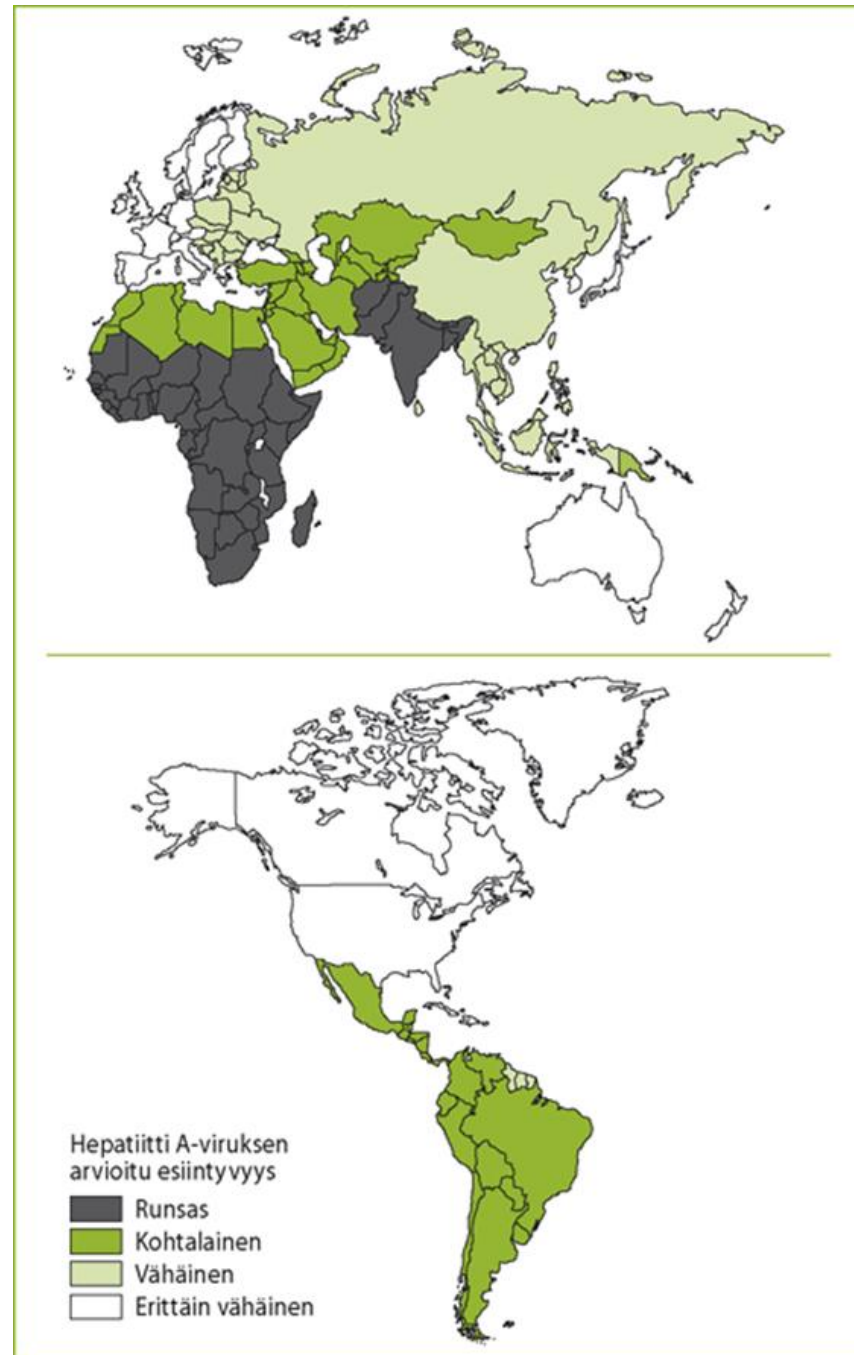 Hepatiitti A-viruksen
arvioitu esiintyvyys
Runsas
Kohtalainen
Vähäinen
Erittäin vähäinen